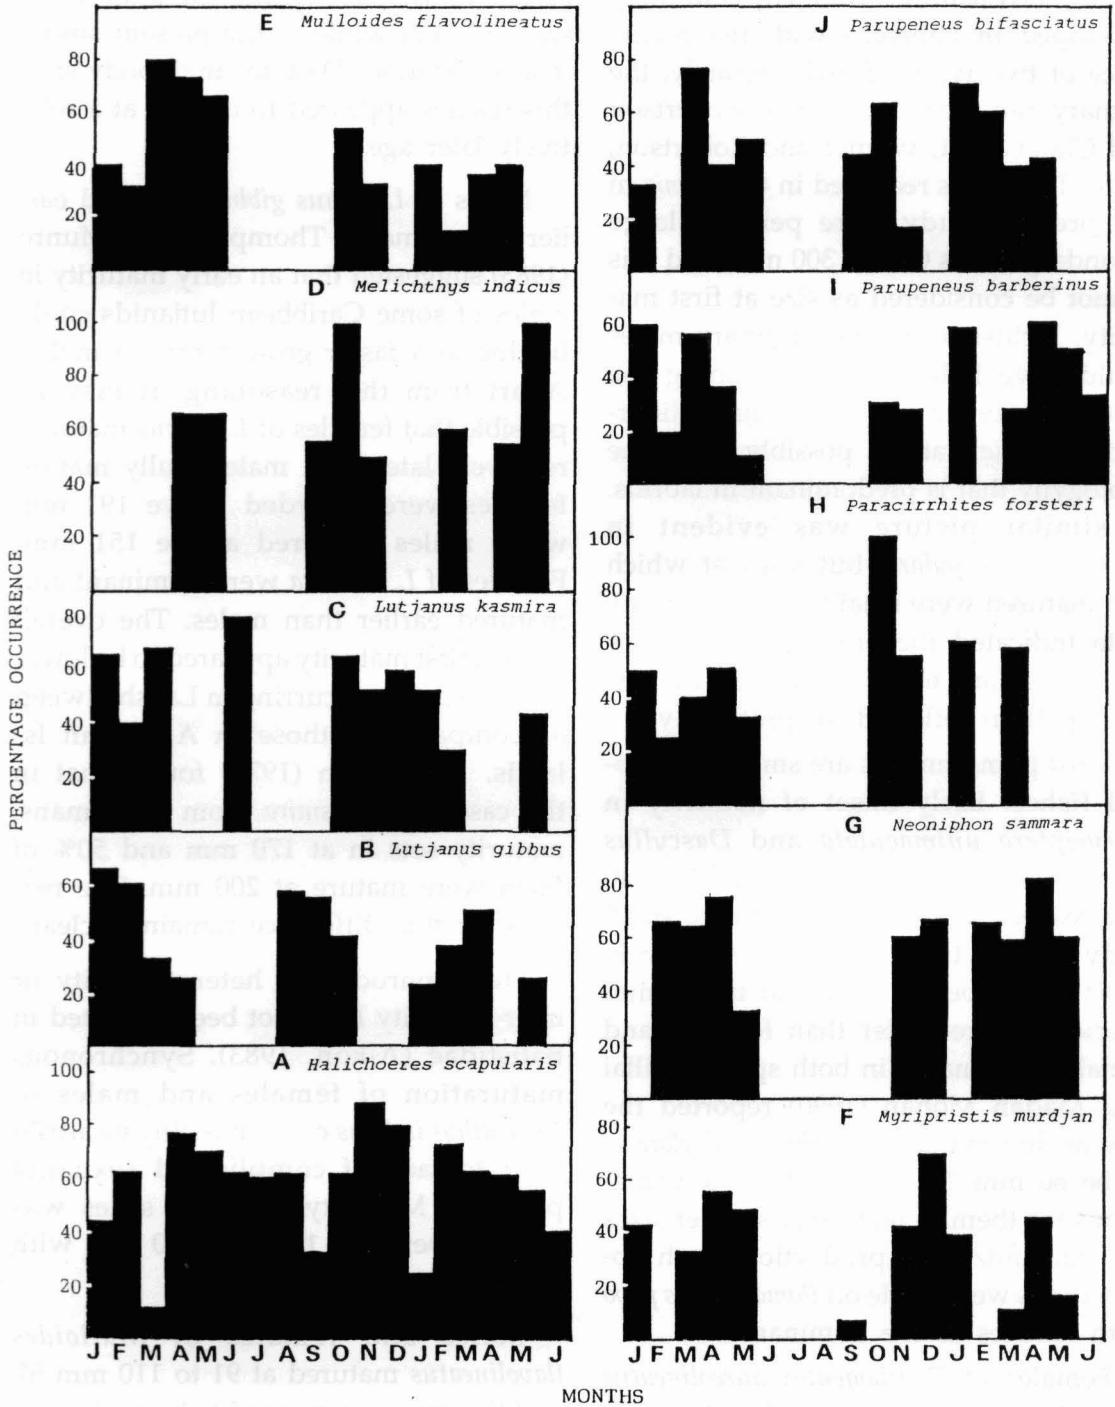 E Mulloides flavolineatus
80
60
40
20
D Melichthys indicus
100
80
60
40
20
C Lutjanus kasmira
80
60
40
20
B Lutjanus gibbus
60
40
20
A Halichoeres scapularis
100
80
60
40
20
J F M A M J J A S O N D J F M A M J
J Parupeneus bifasciatus
80
60
40
20
I Parupeneus barberinus
60
40
20
H Paracirrhites forsteri
100
80
60
40
20
G Neoniphon sammara
80
60
40
20
F Myripristis murdjan
80
60
40
20
J F M A M J J A S O N D J E M A M J
PERCENTAGE OCCURRENCE
MONTHS